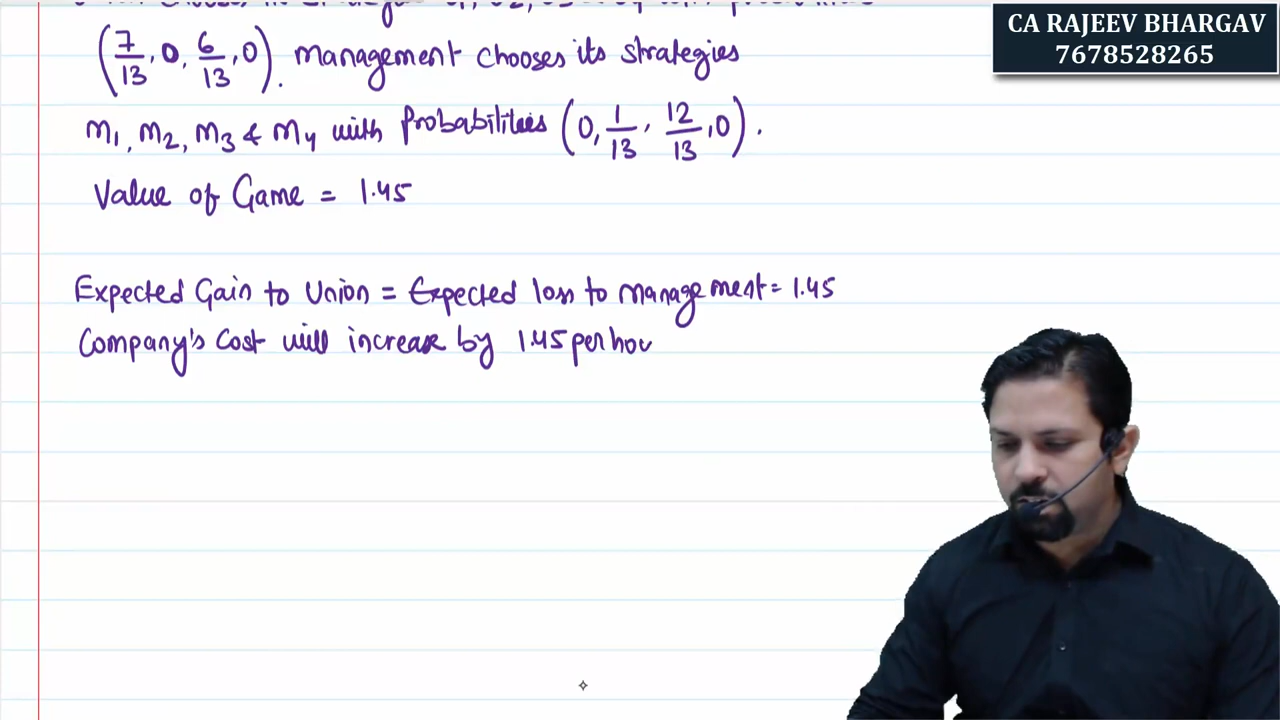 (7/13, 0, 6/13, 0). Management chooses its strategies
M1, M2, M3 & M4 with Probabilities (0, 1/13, 12/13, 0).
Value of Game = 1.45
Expected Gain to Union = Expected loss to management = 1.45
Company's Cost will increase by 1.45 per hou
CA RAJEEV BHARGAV
7678528265